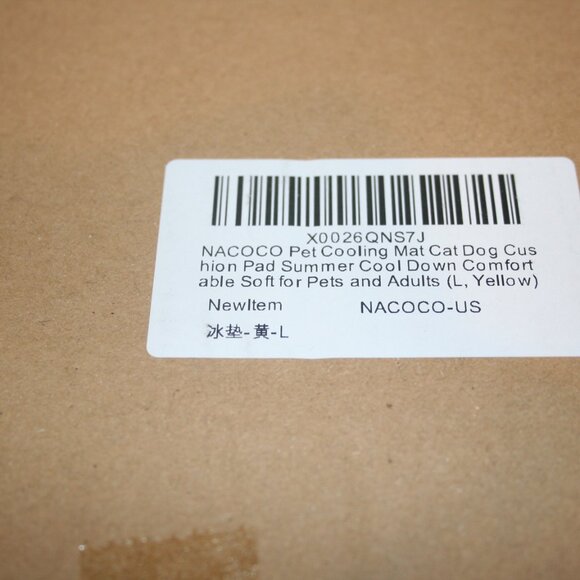 X0026QNS7J
NACOCO Pet Cooling Mat Cat Dog Cus
hion Pad Summer Cool Down Comfort
able Soft for Pets and Adults (L, Yellow)
NewItem NACOCO-US
冰垫-黄-L